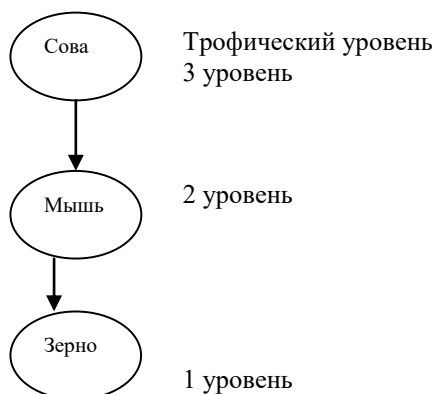 Сова
Трофический уровень
3 уровень
Мышь
2 уровень
Зерно
1 уровень